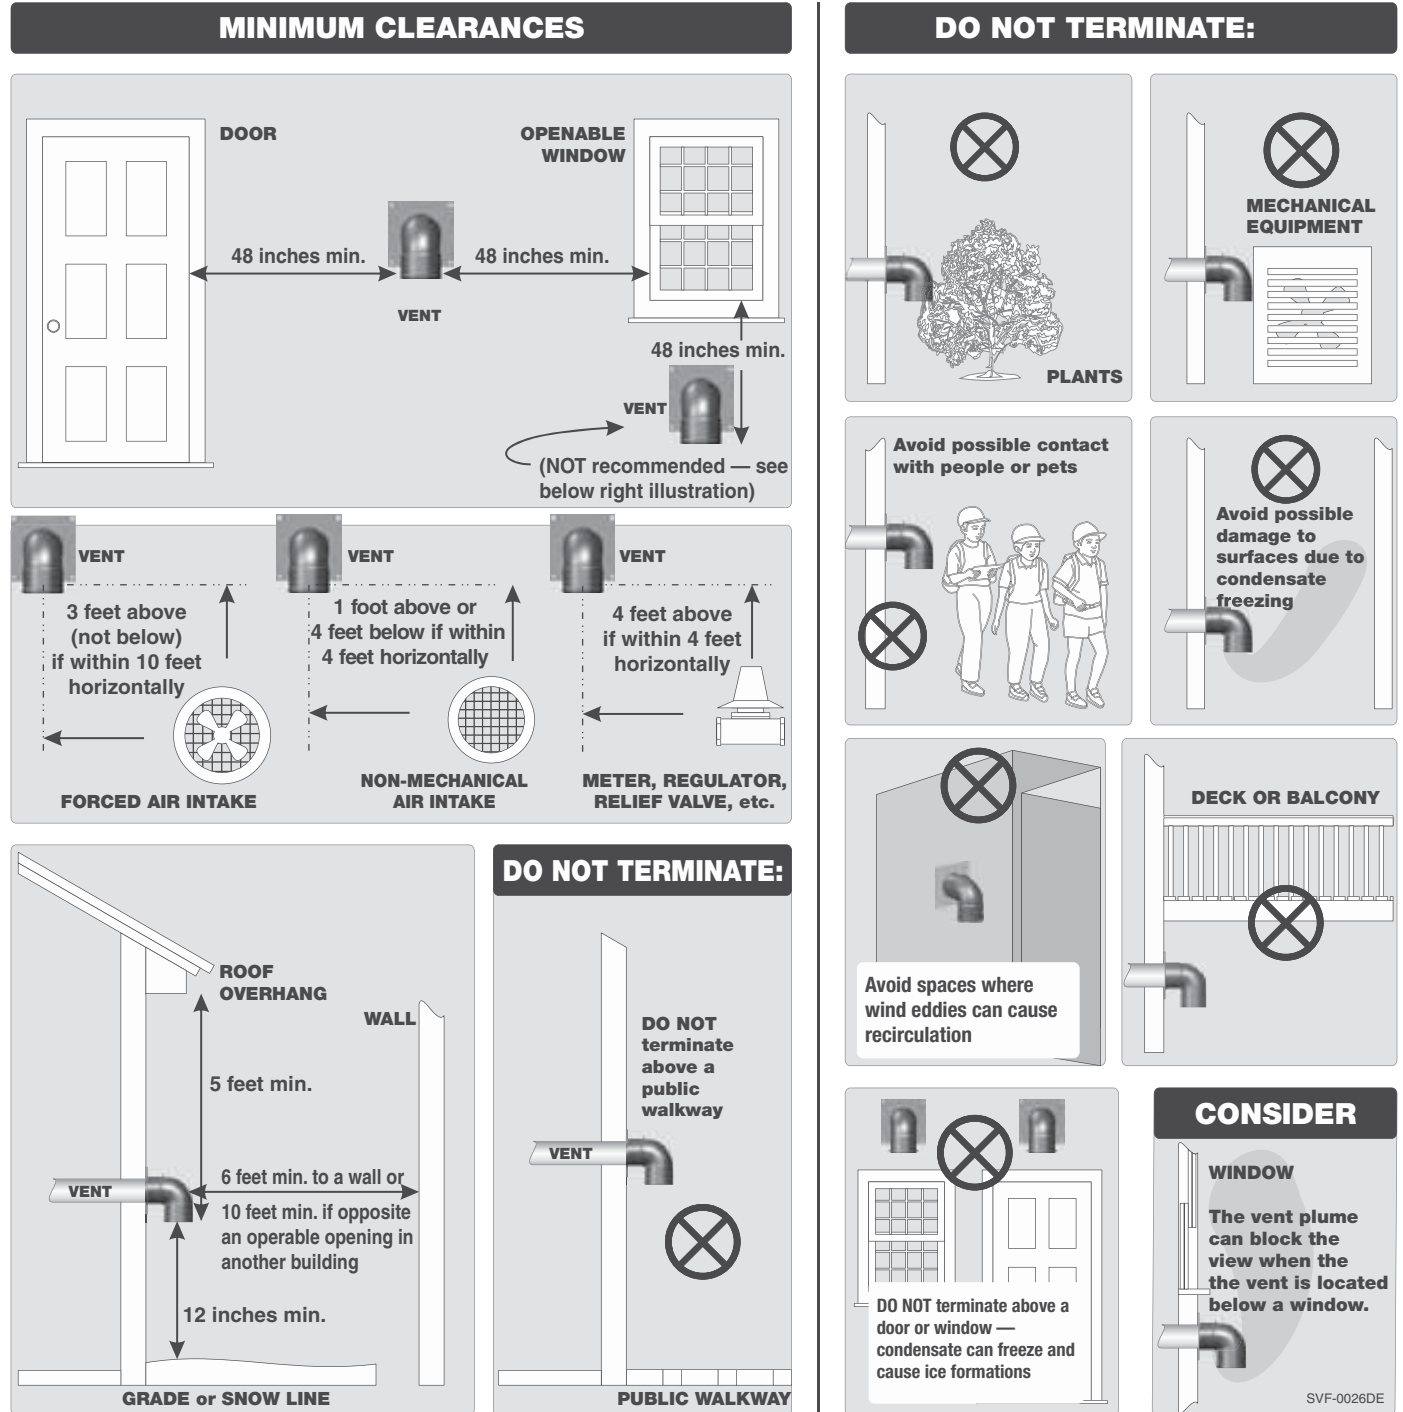 MINIMUM CLEARANCES
DOOR
OPENABLE
WINDOW
48 inches min.
48 inches min.
VENT
48 inches min.
VENT
(NOT recommended — see
below right illustration)
VENT
3 feet above
(not below)
if within 10 feet
horizontally
FORCED AIR INTAKE
VENT
1 foot above or
4 feet below if within
4 feet horizontally
NON-MECHANICAL
AIR INTAKE
VENT
4 feet above
if within 4 feet
horizontally
METER, REGULATOR,
RELIEF VALVE, etc.
ROOF
OVERHANG
WALL
5 feet min.
VENT
6 feet min. to a wall or
10 feet min. if opposite
an operable opening in
another building
12 inches min.
GRADE or SNOW LINE
DO NOT TERMINATE:
DO NOT
terminate
above a
public
walkway
VENT
PUBLIC WALKWAY
DO NOT TERMINATE:
PLANTS
MECHANICAL
EQUIPMENT
Avoid possible contact
with people or pets
Avoid possible
damage to
surfaces due to
condensate
freezing
Avoid spaces where
wind eddies can cause
recirculation
DECK OR BALCONY
DO NOT terminate above a
door or window —
condensate can freeze and
cause ice formations
CONSIDER
WINDOW
The vent plume
can block the
view when the
the vent is located
below a window.
SVF-0026DE